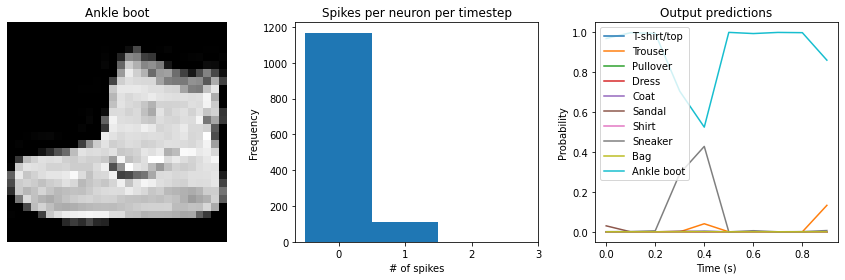 Ankle boot
Spikes per neuron per timestep
Frequency
1200
1000
800
600
400
200
0
0 1 2 3
# of spikes
Output predictions
Probability
1.0
0.8
0.6
0.4
0.2
0.0
T-shirt/top
Trouser
Pullover
Dress
Coat
Sandal
Shirt
Sneaker
Bag
Ankle boot
0.0 0.2 0.4 0.6 0.8
Time (s)